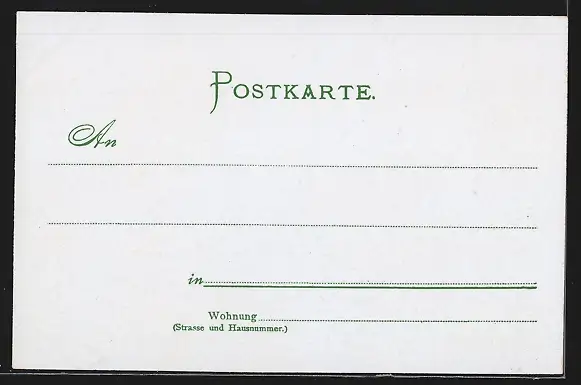 POSTKARTE.
An
in
Wohnung
(Strasse und Hausnummer.)